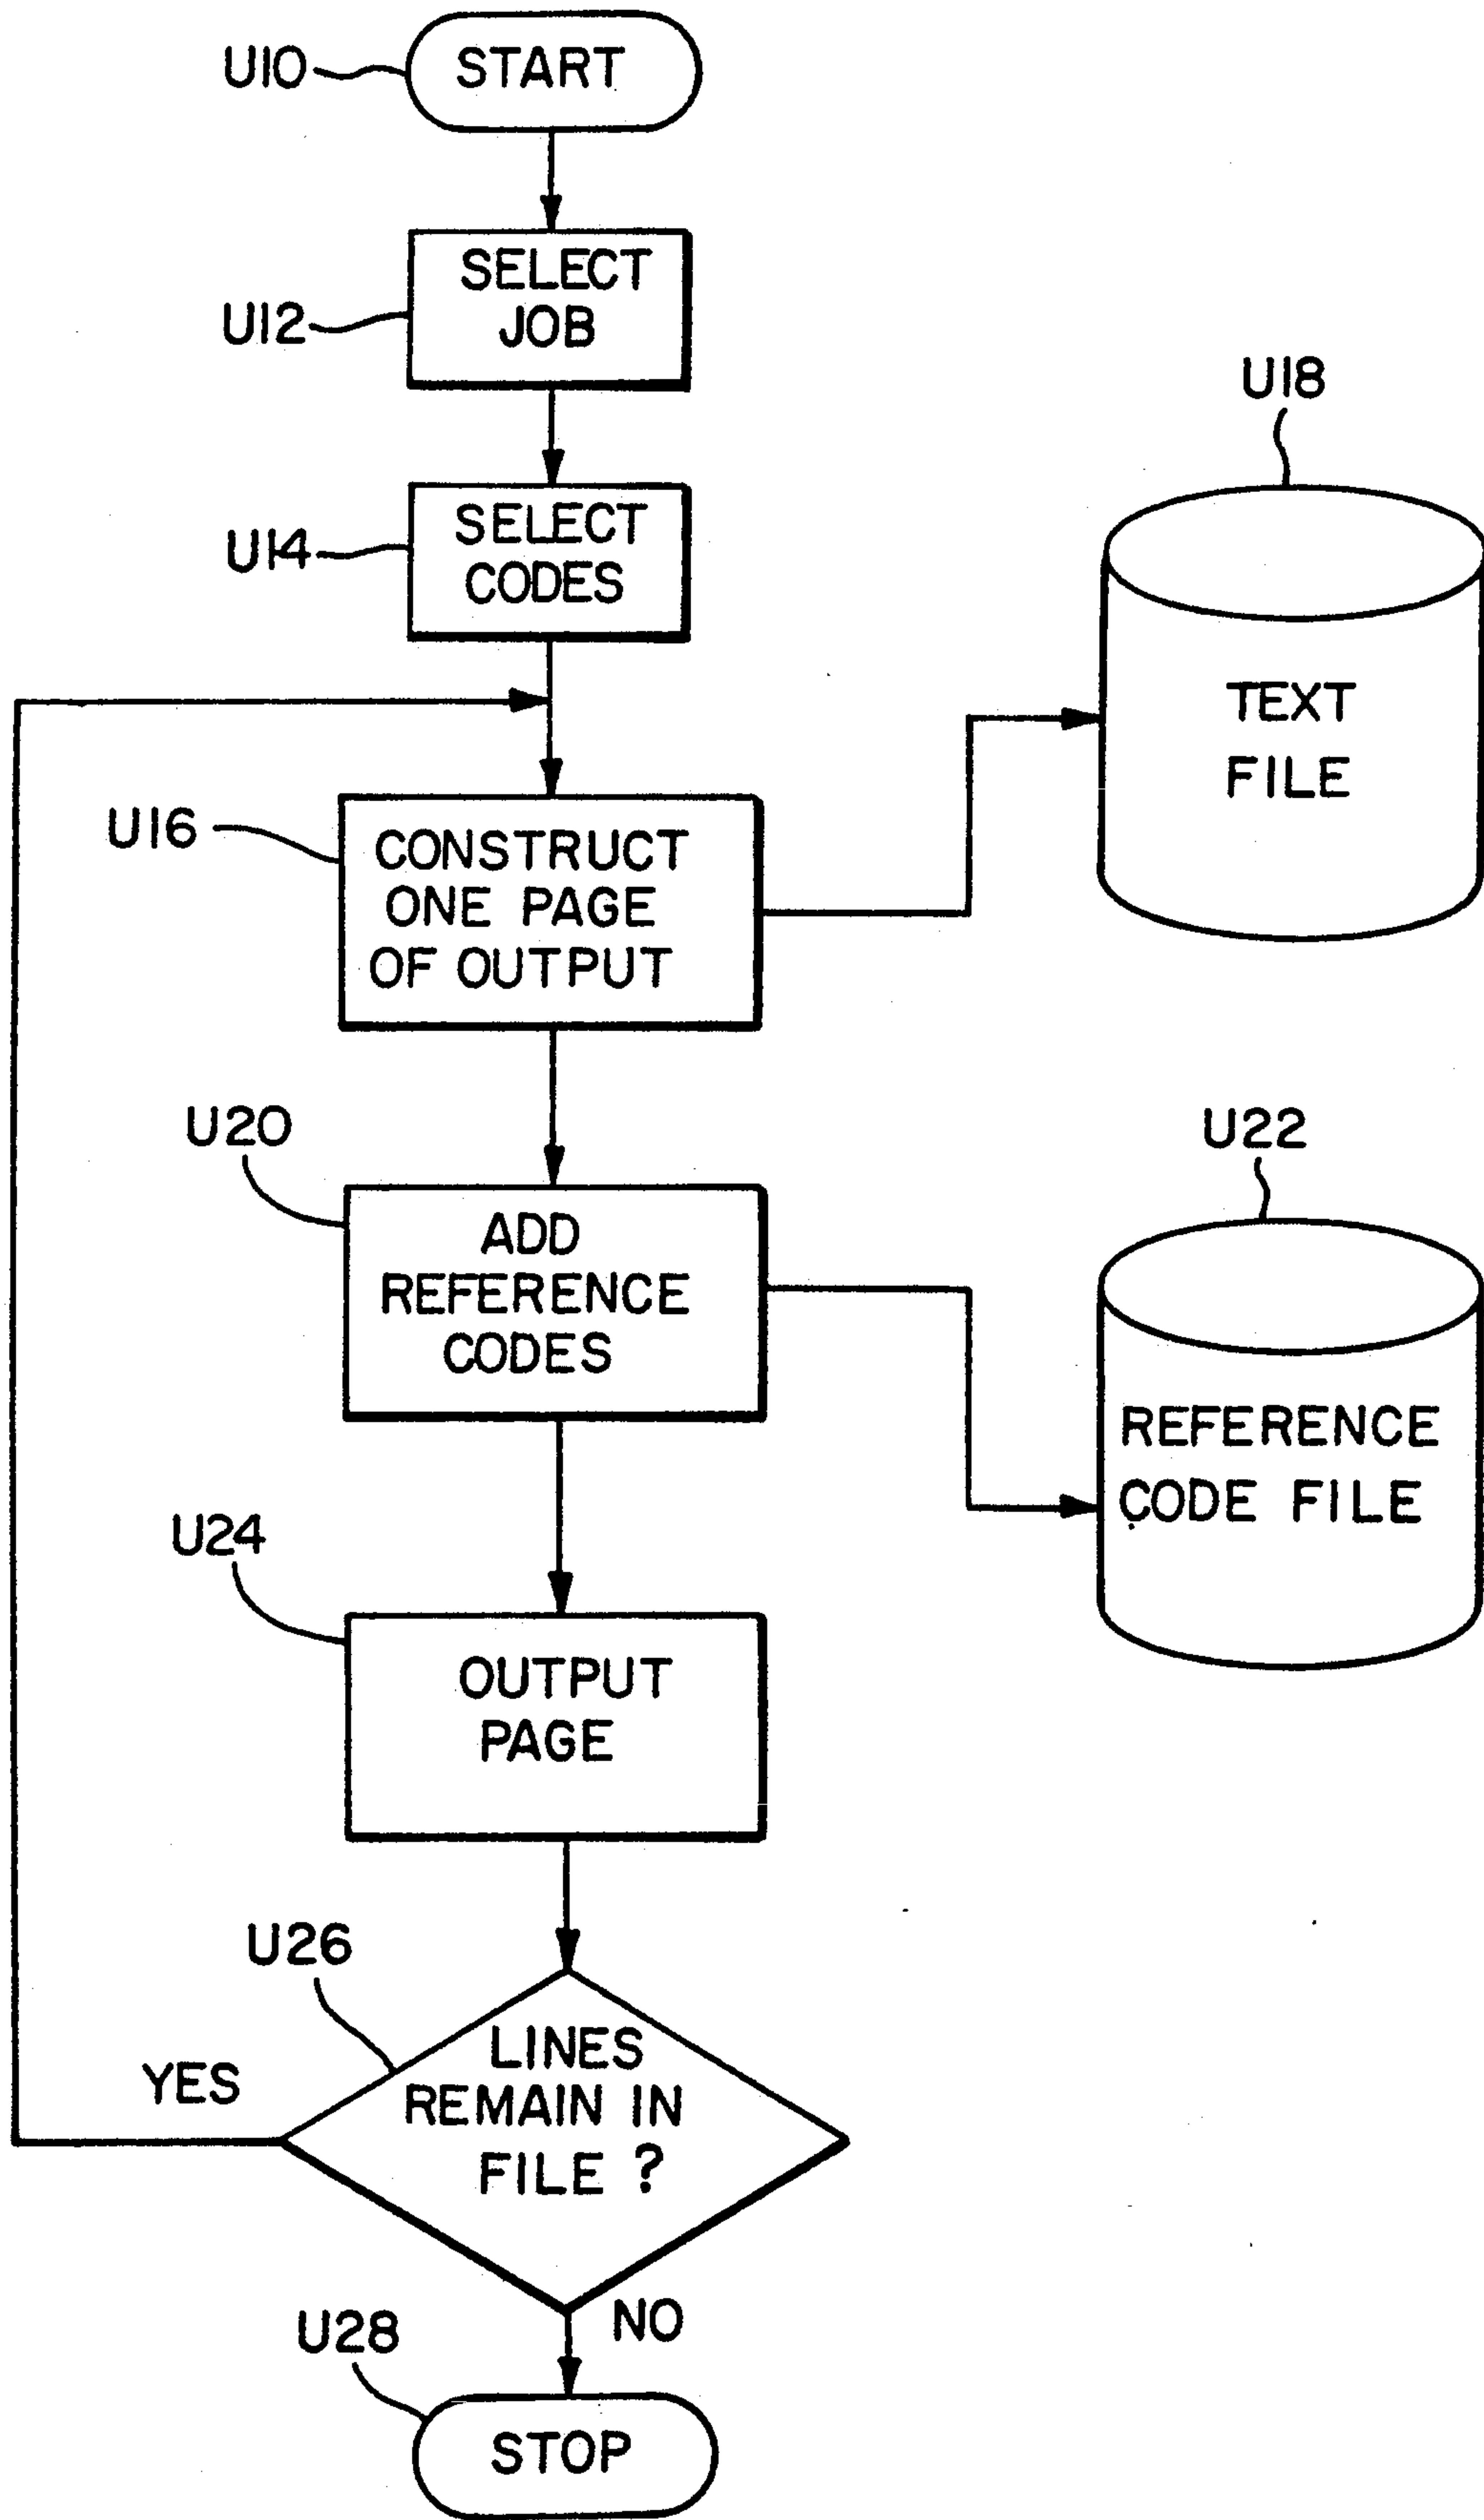 U10
START
SELECT
JOB
U12
U18
SELECT
CODES
U14
TEXT
FILE
U16
CONSTRUCT
ONE PAGE
OF OUTPUT
U20
U22
ADD
REFERENCE
CODES
REFERENCE
CODE FILE
U24
OUTPUT
PAGE
U26
LINES
REMAIN IN
FILE ?
YES
NO
U28
STOP